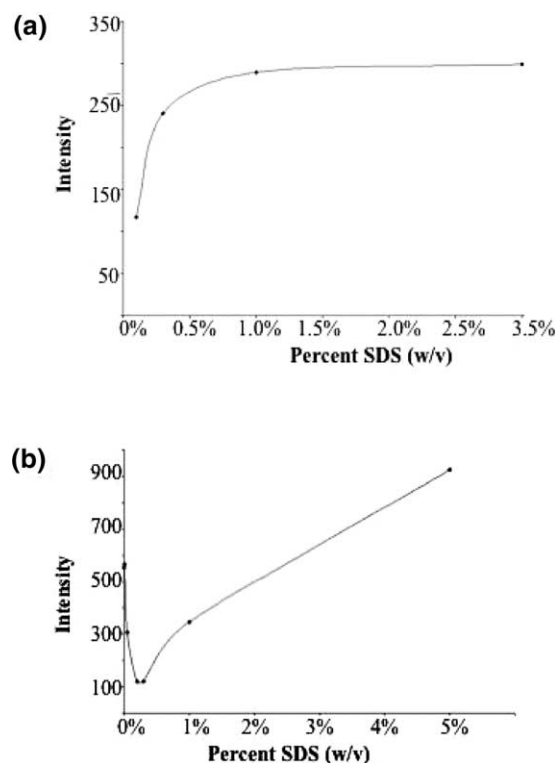 (a)
350
250
150
50
Intensity
0% 0.5% 1.0% 1.5% 2.0% 2.5% 3.5%
Percent SDS (w/v)
(b)
900
700
500
300
100
Intensity
0% 1% 2% 3% 4% 5%
Percent SDS (w/v)